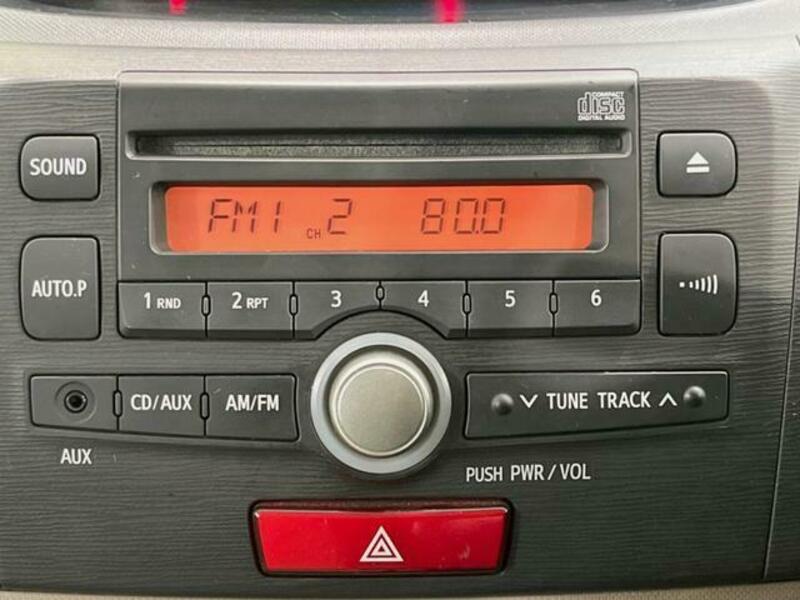 COMPACT
disc
DIGITAL AUDIO
SOUND
FM1 CH 2 80.0
AUTO.P
1 RND 2 RPT 3 4 5 6
CD/AUX AM/FM TUNE TRACK
AUX
PUSH PWR/VOL